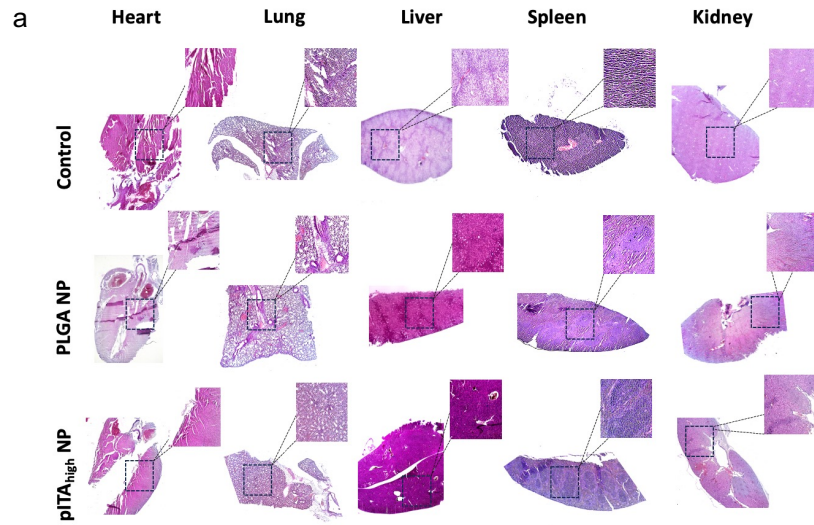 a
Heart Lung Liver Spleen Kidney
Control
PLGA NP
pITAhigh NP